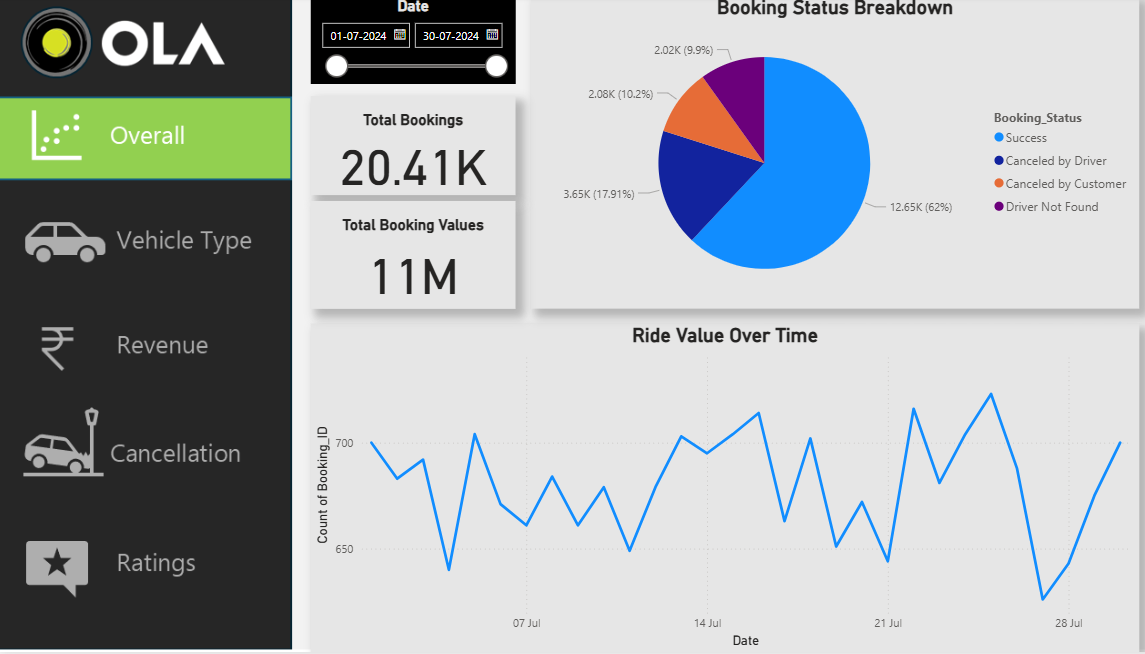 OLA
Overall
Vehicle Type
Revenue
Cancellation
Ratings
Date
01-07-2024
30-07-2024
Total Bookings
20.41K
Total Booking Values
11M
Booking Status Breakdown
2.02K (9.9%)
2.08K (10.2%)
3.65K (17.91%)
12.65K (62%)
Booking_Status
Success
Canceled by Driver
Canceled by Customer
Driver Not Found
Ride Value Over Time
Count of Booking_ID
700
650
07 Jul
14 Jul
21 Jul
28 Jul
Date